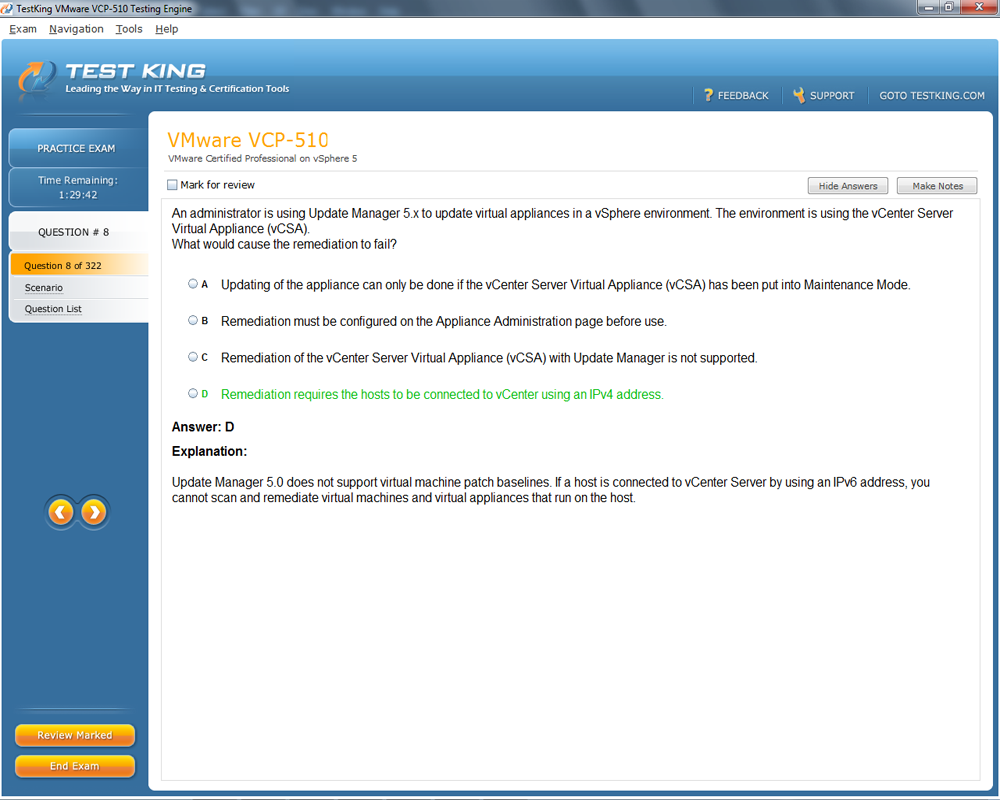 TestKing VMware VCP-510 Testing Engine
Exam Navigation Tools Help
TEST KING
Leading the Way in IT Testing & Certification Tools
? FEEDBACK SUPPORT GOTO TESTKING.COM
PRACTICE EXAM
Time Remaining:
1:29:42
QUESTION # 8
Question 8 of 322
Scenario
Question List
VMware VCP-510
VMware Certified Professional on vSphere 5
Mark for review
Hide Answers Make Notes
An administrator is using Update Manager 5.x to update virtual appliances in a vSphere environment. The environment is using the vCenter Server
Virtual Appliance (vCSA).
What would cause the remediation to fail?
A Updating of the appliance can only be done if the vCenter Server Virtual Appliance (vCSA) has been put into Maintenance Mode.
B Remediation must be configured on the Appliance Administration page before use.
C Remediation of the vCenter Server Virtual Appliance (vCSA) with Update Manager is not supported.
D Remediation requires the hosts to be connected to vCenter using an IPv4 address.
Answer: D
Explanation:
Update Manager 5.0 does not support virtual machine patch baselines. If a host is connected to vCenter Server by using an IPv6 address, you
cannot scan and remediate virtual machines and virtual appliances that run on the host.
Review Marked
End Exam